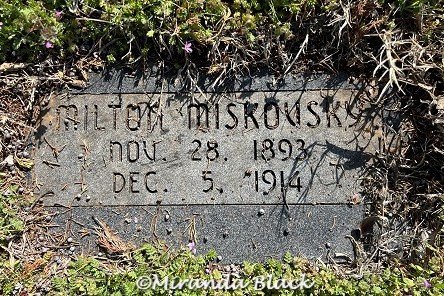 MILTON MISKOVSKY
NOV. 28. 1893
DEC. 5. 1914
©Miranda Black